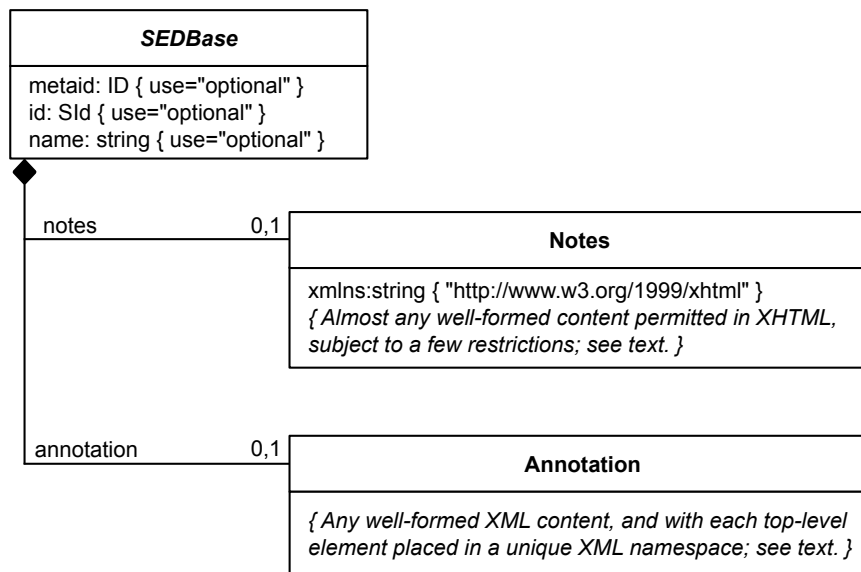 SEDBase
metaid: ID { use="optional" }
id: SId { use="optional" }
name: string { use="optional" }
notes 0,1
Notes
xmlns:string { "http://www.w3.org/1999/xhtml" }
{ Almost any well-formed content permitted in XHTML,
subject to a few restrictions; see text. }
annotation 0,1
Annotation
{ Any well-formed XML content, and with each top-level
element placed in a unique XML namespace; see text. }